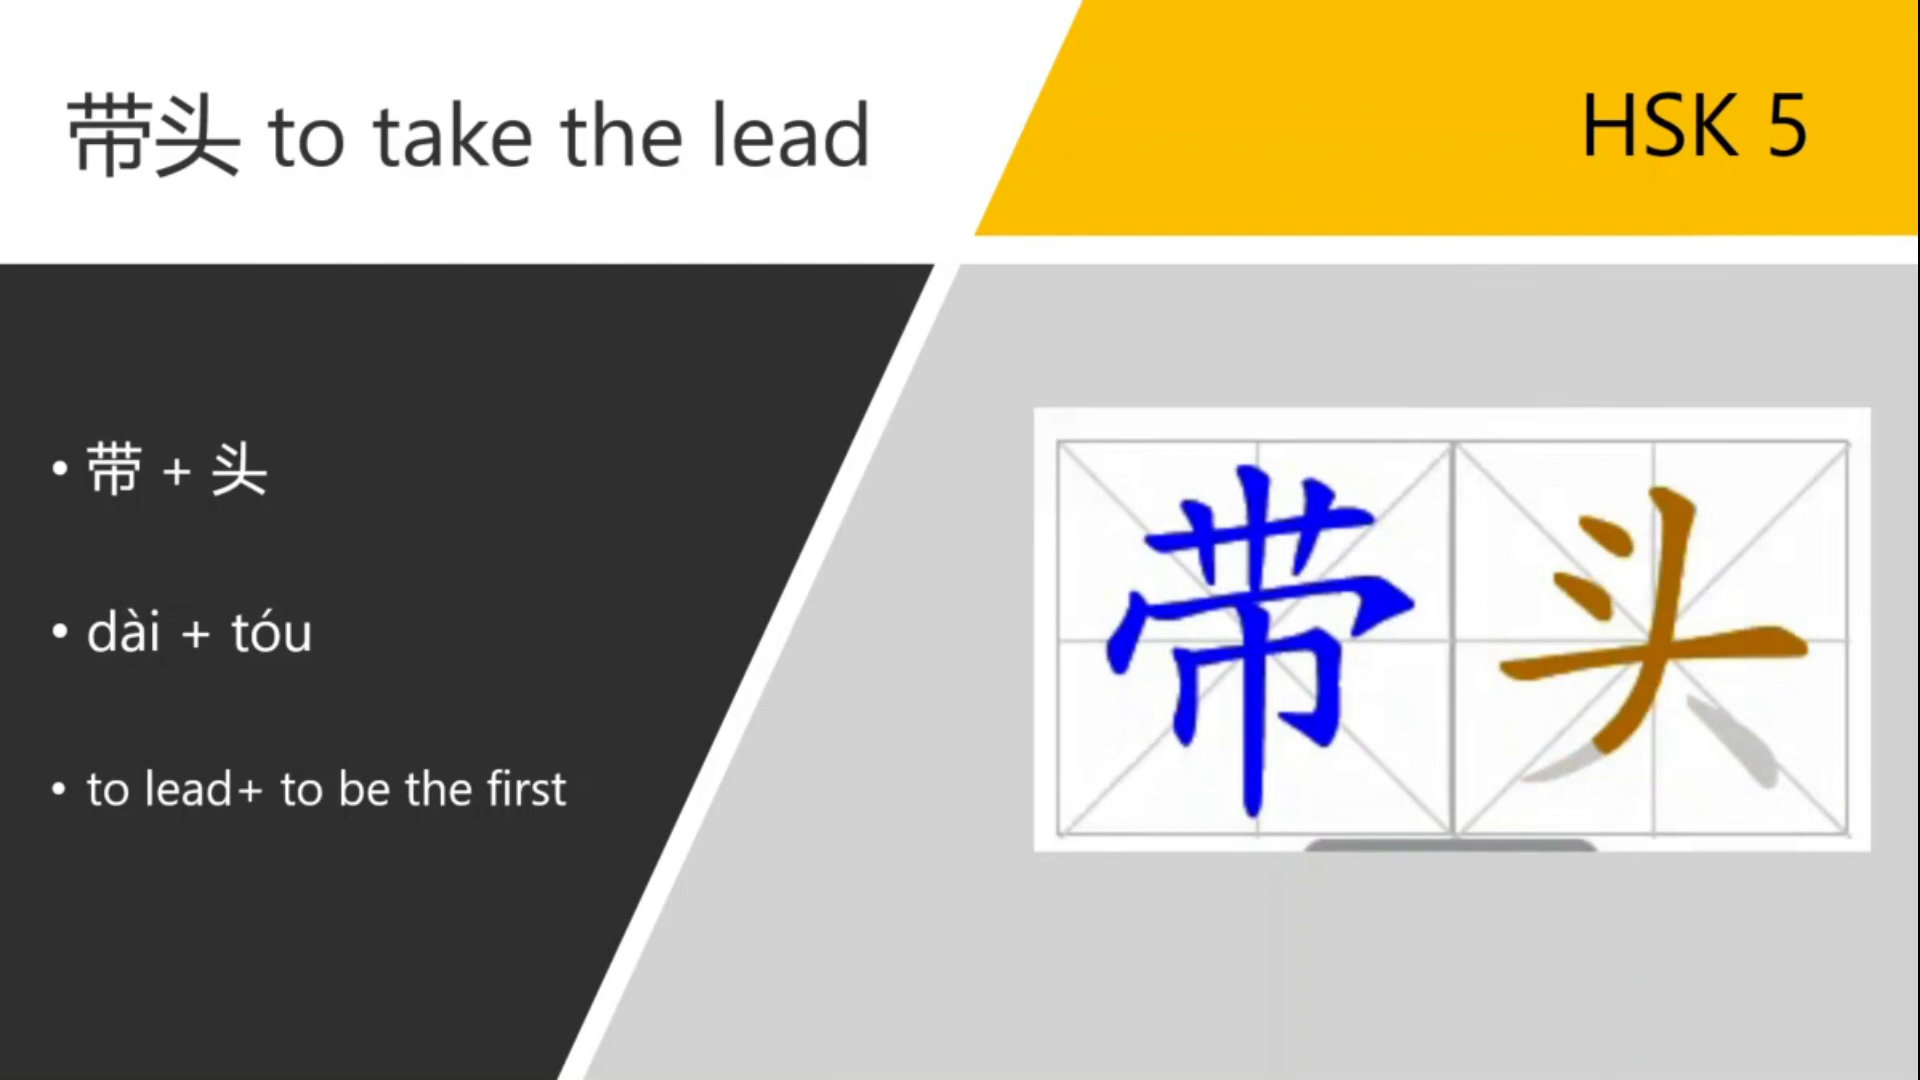 带头 to take the lead
HSK 5
• 带 + 头
• dài + tóu
• to lead+ to be the first
带头